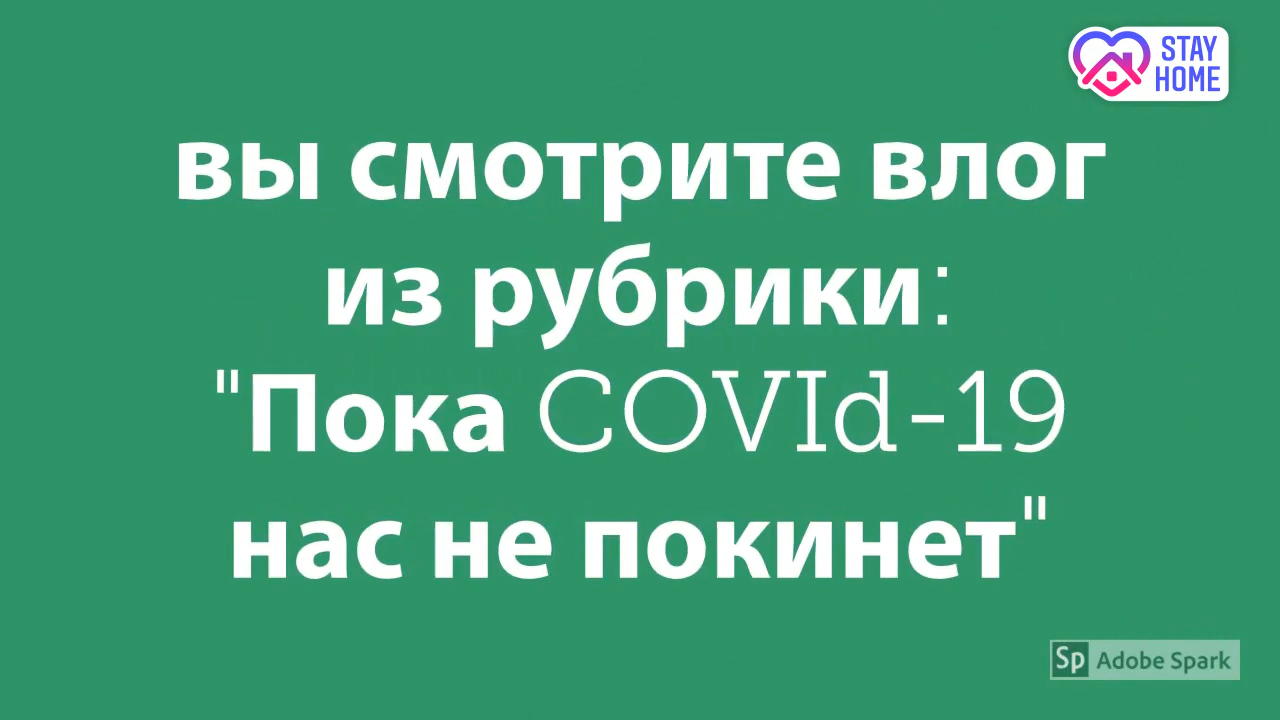 STAY
HOME
вы смотрите влог
из рубрики:
"Пока COVId-19
нас не покинет"
Sp Adobe Spark